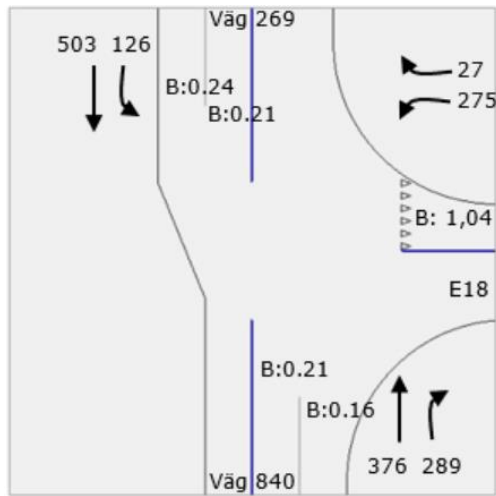 Väg 269
503 126
B:0.24
B:0.21
27
275
B: 1,04
E18
B:0.21
B:0.16
376 289
Väg 840